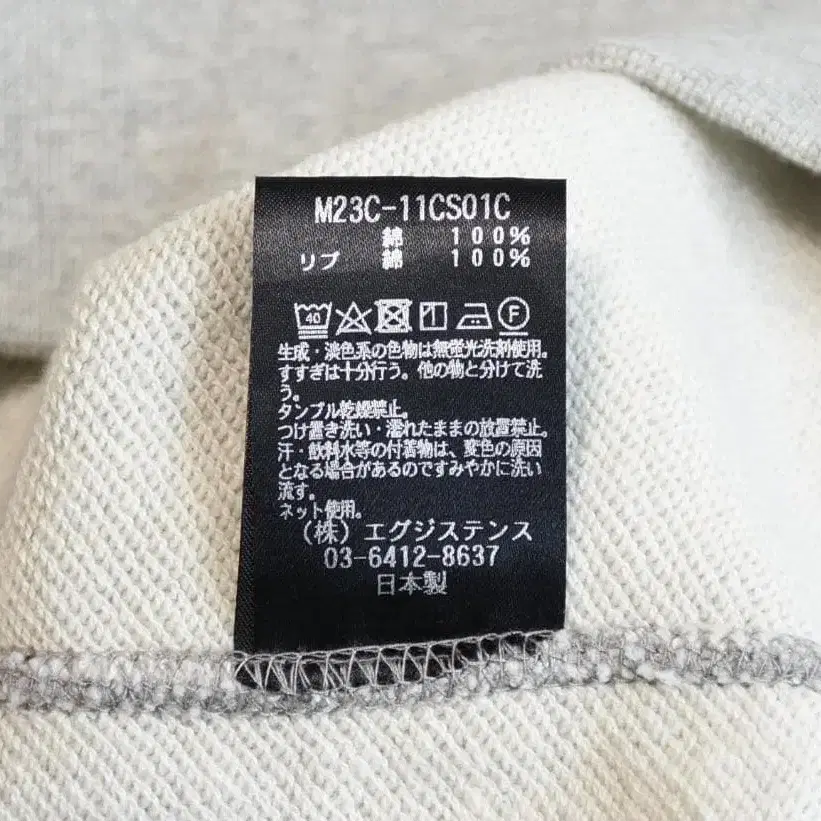 M23C-11CS01C
綿 100%
リブ 綿 100%
40 F
生成・淡色系の色物は無蛍光洗剤使用。
すすぎは十分行う。他の物と分けて洗
う。
タンブル乾燥禁止。
つけ置き洗い・濡れたままの放置禁止。
汗・飲料水等の付着物は、変色の原因
となる場合があるのですみやかに洗い
流す。
ネット使用。
(株) エグジステンス
03-6412-8637
日本製